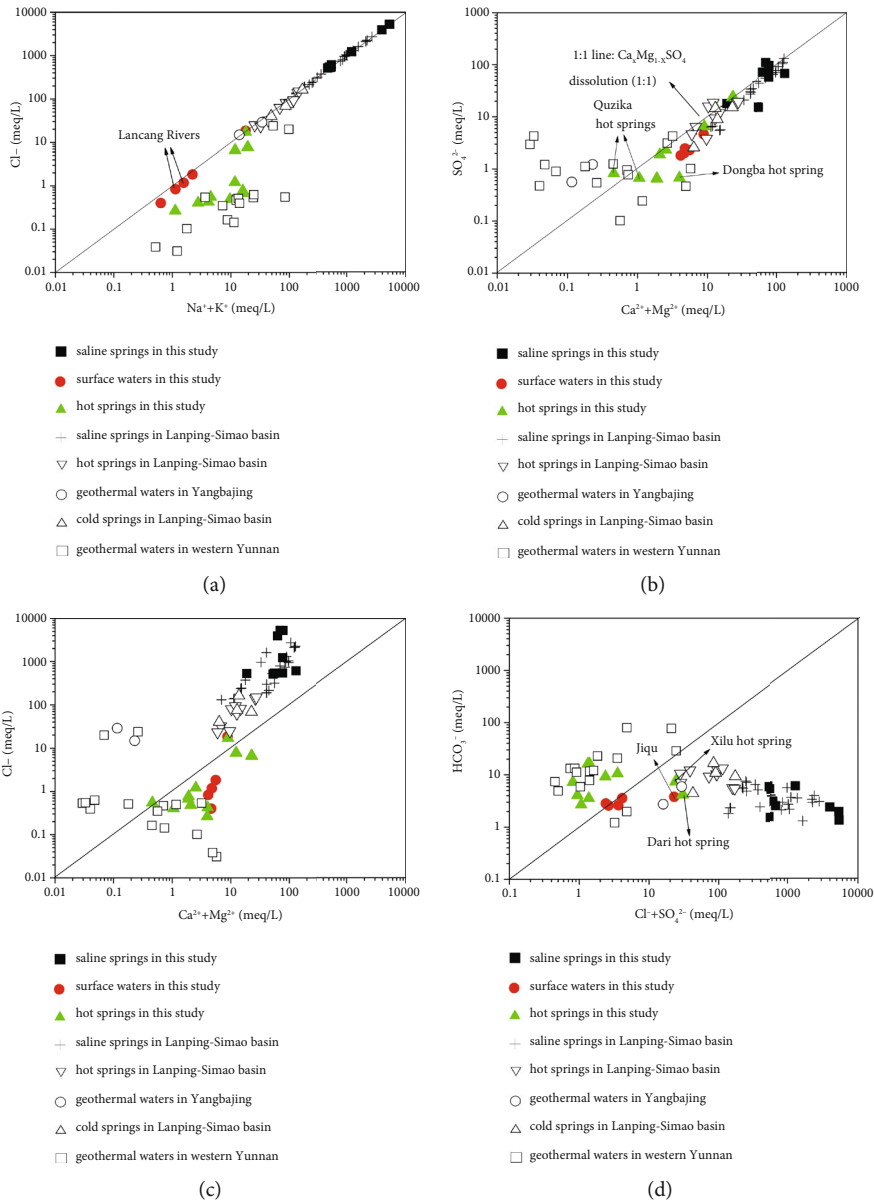 10000
1000
100
10
1
0.1
0.01
Cl− (meq/L)
Lancang Rivers
0.01 0.1 1 10 100 1000 10000
Na⁺+K⁺ (meq/L)
saline springs in this study
surface waters in this study
hot springs in this study
saline springs in Lanping-Simao basin
hot springs in Lanping-Simao basin
geothermal waters in Yangbajing
cold springs in Lanping-Simao basin
geothermal waters in western Yunnan
(a)
1000
100
10
1
0.1
0.01
SO₄²⁻ (meq/L)
1:1 line: CaₓMg₁₋ₓSO₄
dissolution (1:1)
Quzika
hot springs
Dongba hot spring
0.01 0.1 1 10 100 1000
Ca²⁺+Mg²⁺ (meq/L)
saline springs in this study
surface waters in this study
hot springs in this study
saline springs in Lanping-Simao basin
hot springs in Lanping-Simao basin
geothermal waters in Yangbajing
cold springs in Lanping-Simao basin
geothermal waters in western Yunnan
(b)
10000
1000
100
10
1
0.1
0.01
Cl− (meq/L)
0.01 0.1 1 10 100 1000 10000
Ca²⁺+Mg²⁺ (meq/L)
saline springs in this study
surface waters in this study
hot springs in this study
saline springs in Lanping-Simao basin
hot springs in Lanping-Simao basin
geothermal waters in Yangbajing
cold springs in Lanping-Simao basin
geothermal waters in western Yunnan
(c)
10000
1000
100
10
1
0.1
HCO₃⁻ (meq/L)
Jiqu
Xilu hot spring
Dari hot spring
0.1 1 10 100 1000 10000
Cl⁻+SO₄²⁻ (meq/L)
saline springs in this study
surface waters in this study
hot springs in this study
saline springs in Lanping-Simao basin
hot springs in Lanping-Simao basin
geothermal waters in Yangbajing
cold springs in Lanping-Simao basin
geothermal waters in western Yunnan
(d)